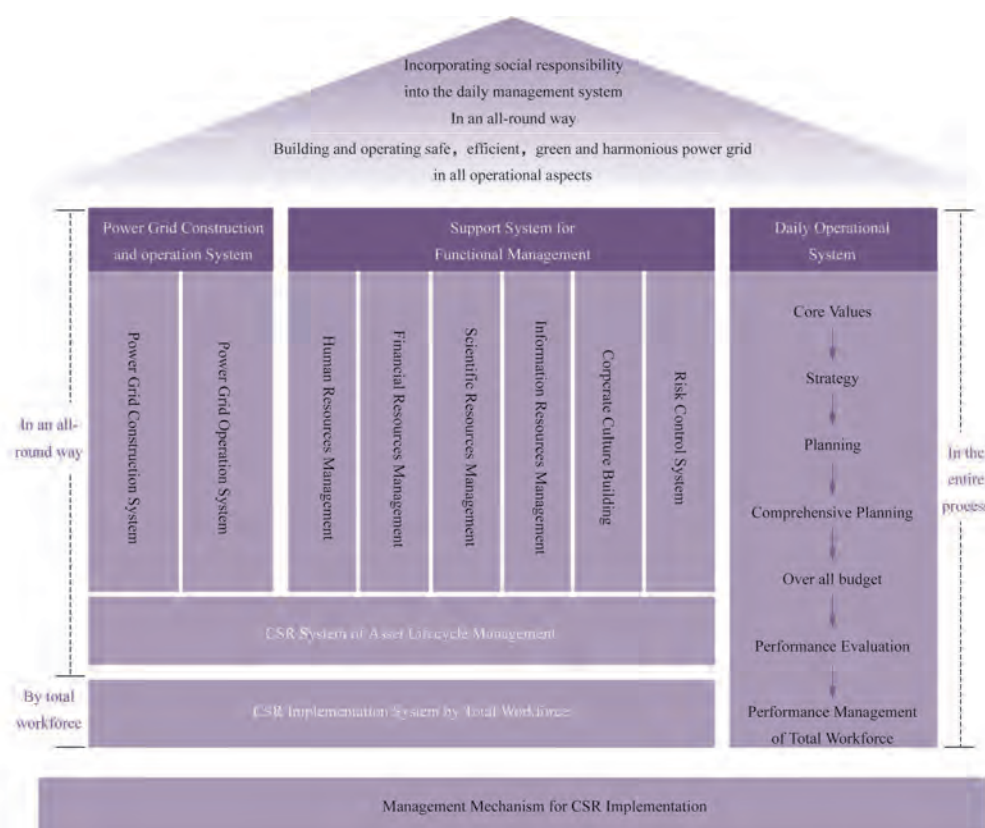 Incorporating social responsibility
into the daily management system
In an all-round way
Building and operating safe, efficient, green and harmonious power grid
in all operational aspects
Power Grid Construction
and operation System
Support System for
Functional Management
Daily Operational
System
Power Grid Construction System
Power Grid Operation System
Human Resources Management
Financial Resources Management
Scientific Resources Management
Information Resources Management
Corporate Culture Building
Risk Control System
Core Values
Strategy
Planning
Comprehensive Planning
Over all budget
Performance Evaluation
Performance Management
of Total Workforce
In an all-
round way
In the
entire
process
CSR System of Asset Lifecycle Management
By total
workforce
CSR Implementation System by Total Workforce
Management Mechanism for CSR Implementation